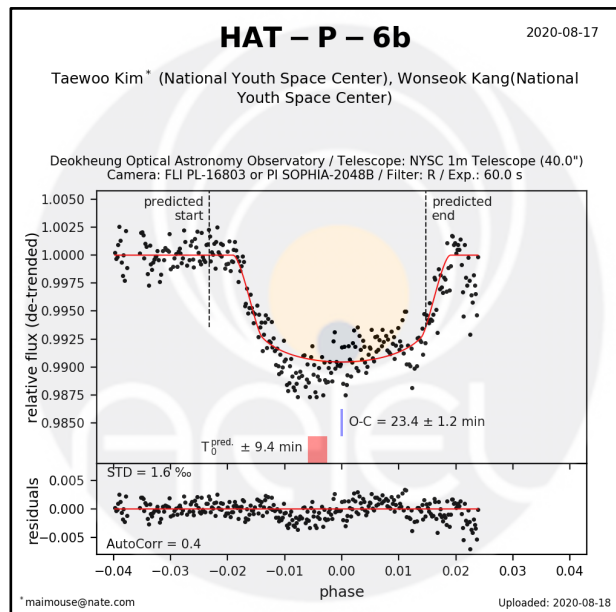 HAT − P − 6b
2020-08-17
Taewoo Kim* (National Youth Space Center), Wonseok Kang(National
Youth Space Center)
Deokheung Optical Astronomy Observatory / Telescope: NYSC 1m Telescope (40.0")
Camera: FLI PL-16803 or PI SOPHIA-2048B / Filter: R / Exp.: 60.0 s
relative flux (de-trended)
1.0050
1.0025
1.0000
0.9975
0.9950
0.9925
0.9900
0.9875
0.9850
predicted
start
predicted
end
O-C = 23.4 ± 1.2 min
T₀^pred. ± 9.4 min
residuals
0.005
0.000
−0.005
STD = 1.6 ‰
AutoCorr = 0.4
−0.04
−0.03
−0.02
−0.01
0.00
0.01
0.02
0.03
0.04
phase
*maimouse@nate.com
Uploaded: 2020-08-18